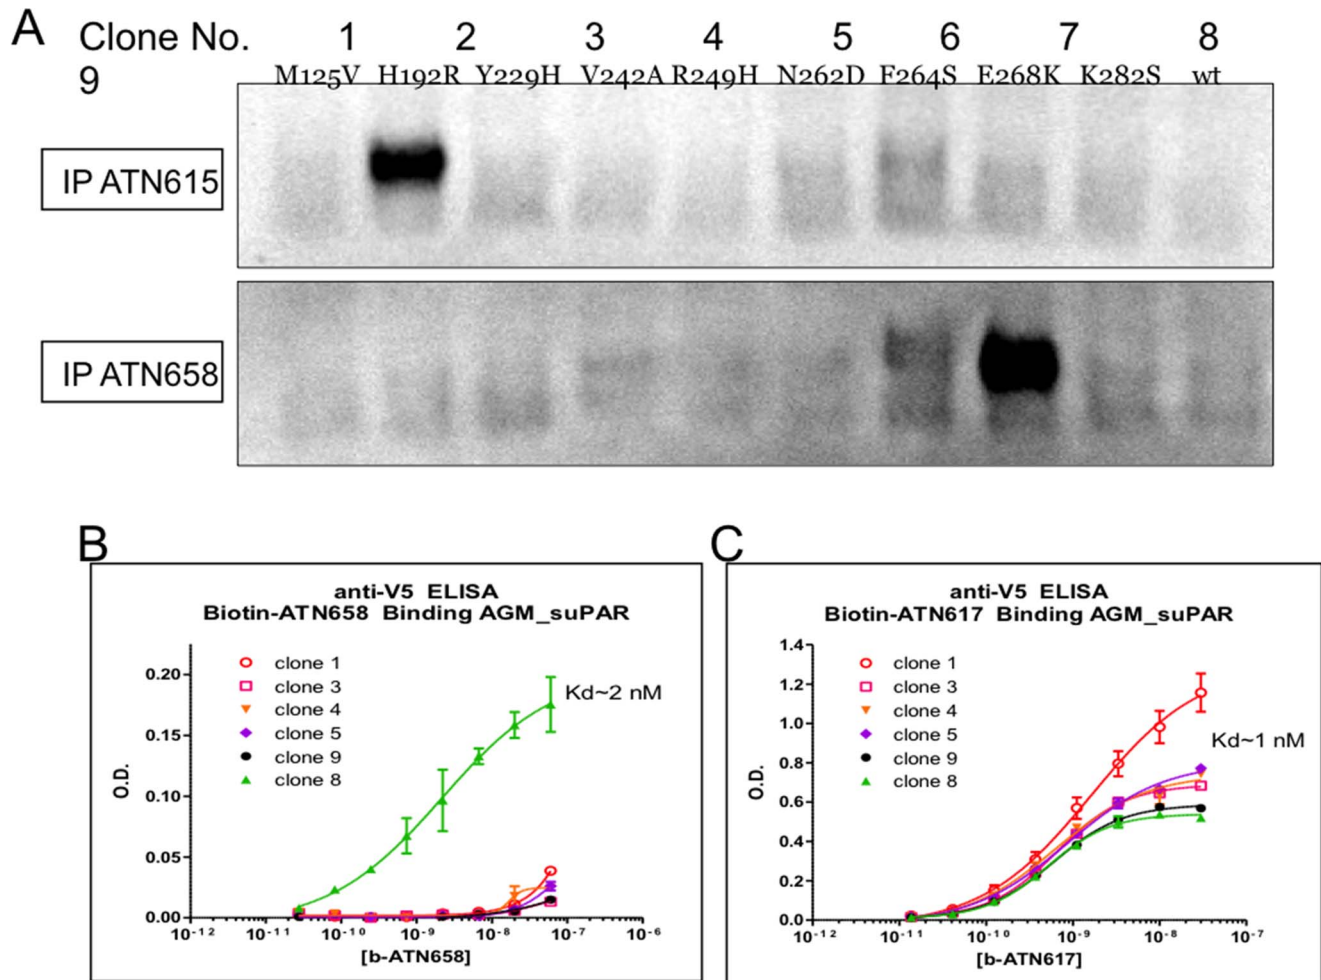 A
Clone No. 1 2 3 4 5 6 7 8
9
M125V H192R Y229H V242A R249H N262D F264S E268K K282S wt
IP ATN615
IP ATN658
B
anti-V5 ELISA
Biotin-ATN658 Binding AGM_suPAR
clone 1
clone 3
clone 4
clone 5
clone 9
clone 8
Kd~2 nM
O.D.
0.20
0.15
0.10
0.05
0.00
10-12 10-11 10-10 10-9 10-8 10-7 10-6
[b-ATN658]
C
anti-V5 ELISA
Biotin-ATN617 Binding AGM_suPAR
clone 1
clone 3
clone 4
clone 5
clone 9
clone 8
Kd~1 nM
O.D.
1.4
1.2
1.0
0.8
0.6
0.4
0.2
0.0
10-12 10-11 10-10 10-9 10-8 10-7
[b-ATN617]